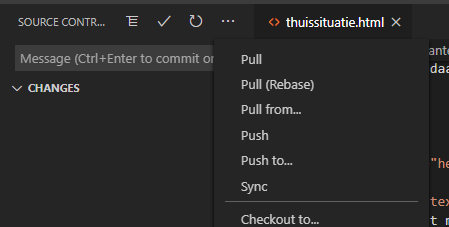 SOURCE CONTR...
thuissituatie.html
Message (Ctrl+Enter to commit or
Pull
CHANGES
Pull (Rebase)
Pull from...
Push
Push to...
Sync
Checkout to...